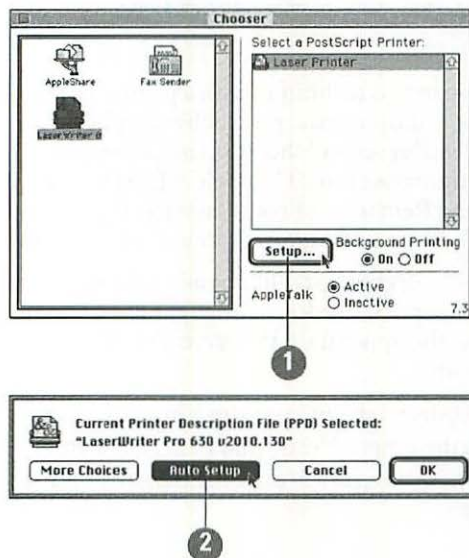 Chooser
AppleShare
Fax Sender
LaserWriter 8
Select a PostScript Printer:
Laser Printer
Setup...
Background Printing
On Off
AppleTalk
Active
Inactive
7.3
1
Current Printer Description File (PPD) Selected:
"LaserWriter Pro 630 v2010.130"
More Choices
Auto Setup
Cancel
OK
2